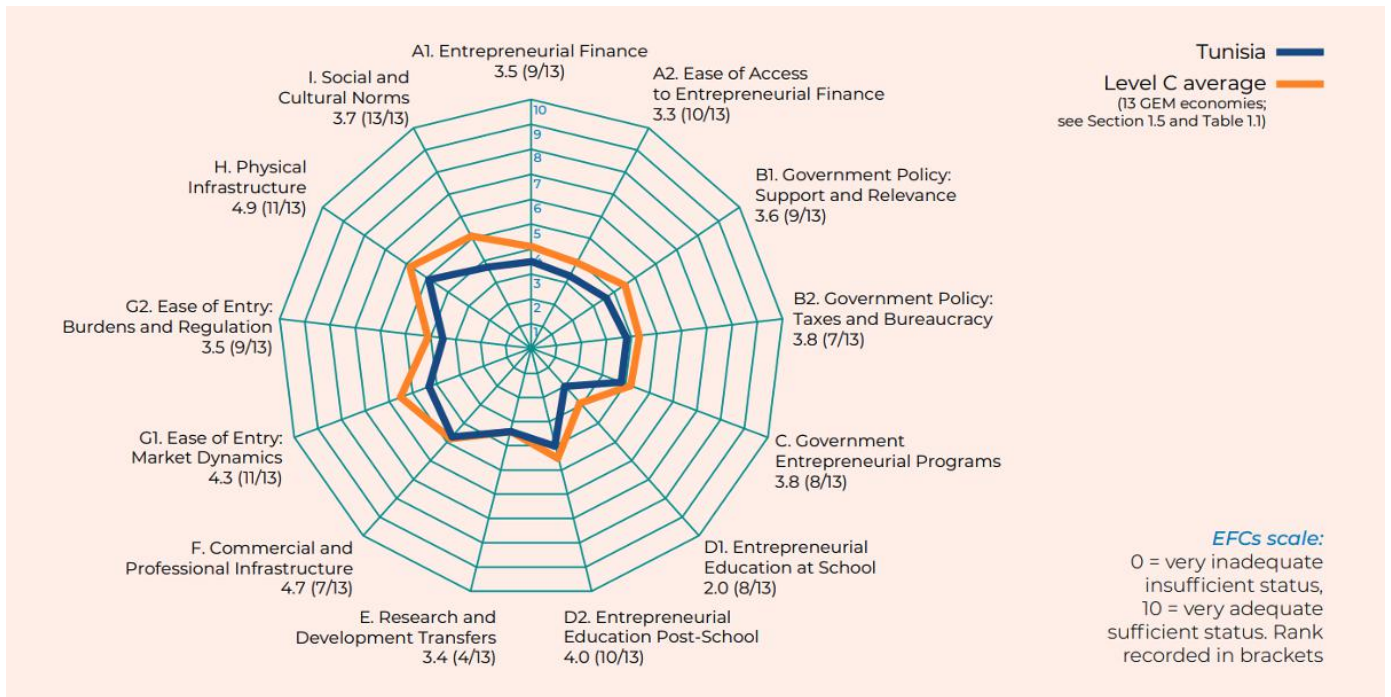 A1. Entrepreneurial Finance
3.5 (9/13)
A2. Ease of Access
to Entrepreneurial Finance
3.3 (10/13)
B1. Government Policy:
Support and Relevance
3.6 (9/13)
B2. Government Policy:
Taxes and Bureaucracy
3.8 (7/13)
C. Government
Entrepreneurial Programs
3.8 (8/13)
D1. Entrepreneurial
Education at School
2.0 (8/13)
D2. Entrepreneurial
Education Post-School
4.0 (10/13)
E. Research and
Development Transfers
3.4 (4/13)
F. Commercial and
Professional Infrastructure
4.7 (7/13)
G1. Ease of Entry:
Market Dynamics
4.3 (11/13)
G2. Ease of Entry:
Burdens and Regulation
3.5 (9/13)
H. Physical
Infrastructure
4.9 (11/13)
I. Social and
Cultural Norms
3.7 (13/13)
10
9
8
7
6
5
4
3
2
1
Tunisia
Level C average
(13 GEM economies;
see Section 1.5 and Table 1.1)
EFCs scale:
0 = very inadequate
insufficient status,
10 = very adequate
sufficient status. Rank
recorded in brackets